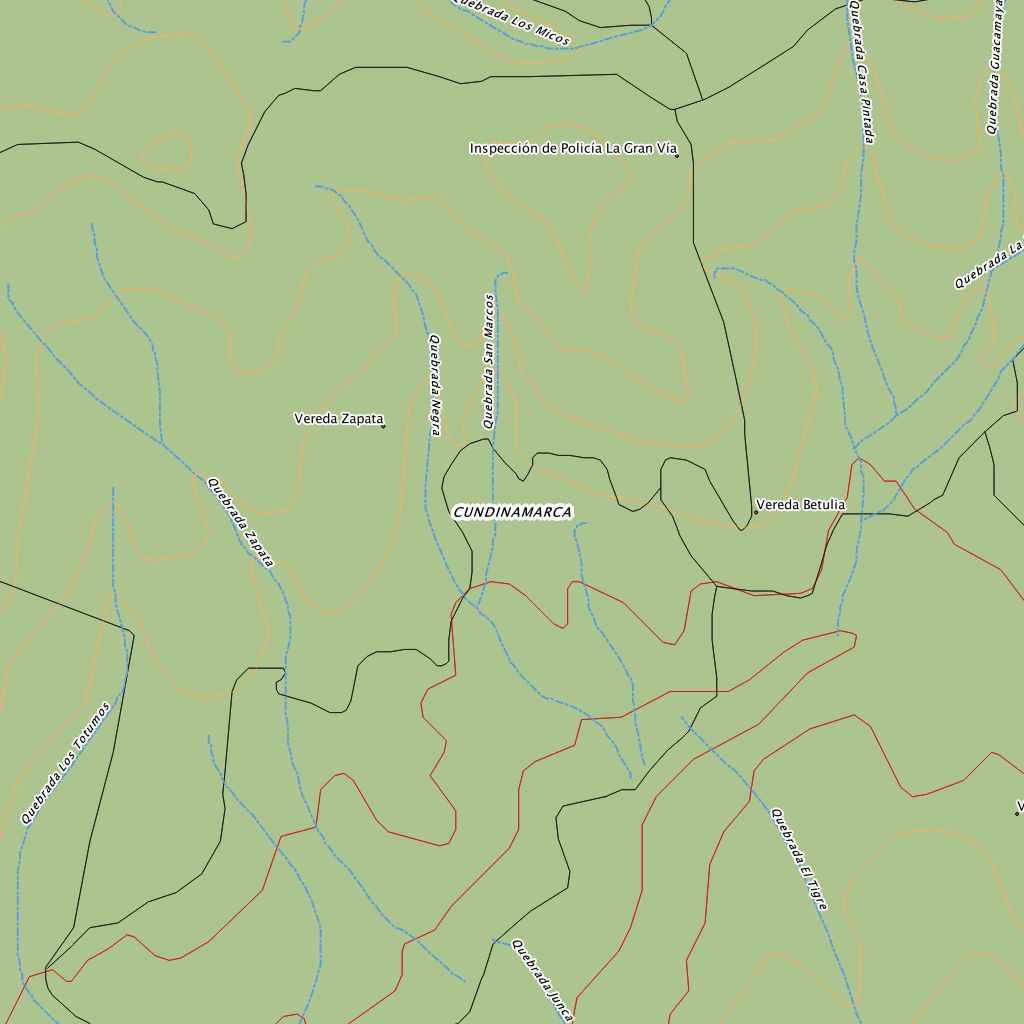 Quebrada Los Micos
Quebrada Casa Pintada
Quebrada Guacamaya
Inspección de Policía La Gran Vía
Quebrada La
Quebrada San Marcos
Quebrada Negra
Vereda Zapata
Quebrada Zapata
CUNDINAMARCA
Vereda Betulia
Quebrada Los Totumos
V
Quebrada El Tigre
Quebrada Junca